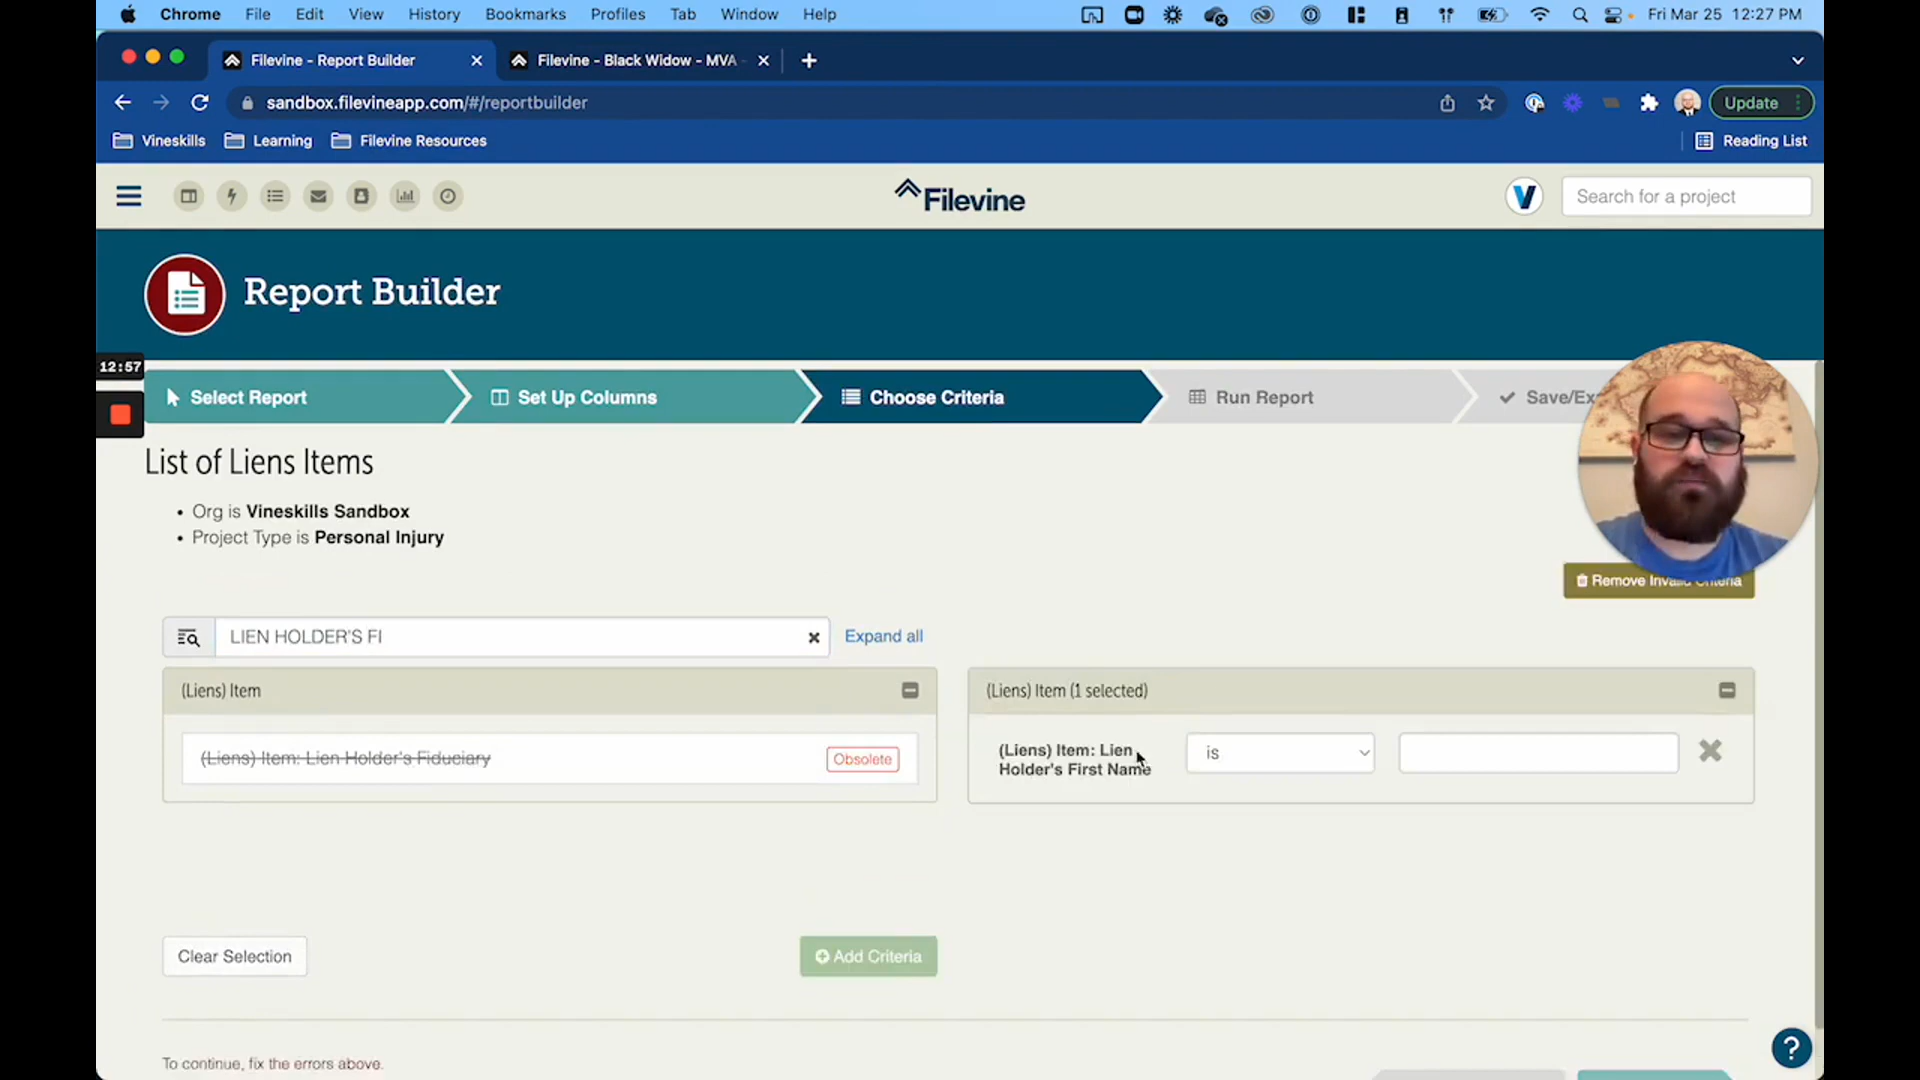 Chrome File Edit View History Bookmarks Profiles Tab Window Help Fri Mar 25 12:27 PM
Filevine - Report Builder Filevine - Black Widow - MVA -
sandbox.filevineapp.com/#/reportbuilder Update
Vineskills Learning Filevine Resources Reading List
Filevine V Search for a project
Report Builder
12:57
Select Report Set Up Columns Choose Criteria Run Report Save/Ex
List of Liens Items
• Org is Vineskills Sandbox
• Project Type is Personal Injury
Remove Invalid Criteria
LIEN HOLDER'S FI Expand all
(Liens) Item (Liens) Item (1 selected)
(Liens) Item: Lien Holder's Fiduciary Obsolete
(Liens) Item: Lien
Holder's First Name is
Clear Selection Add Criteria
To continue, fix the errors above.
?